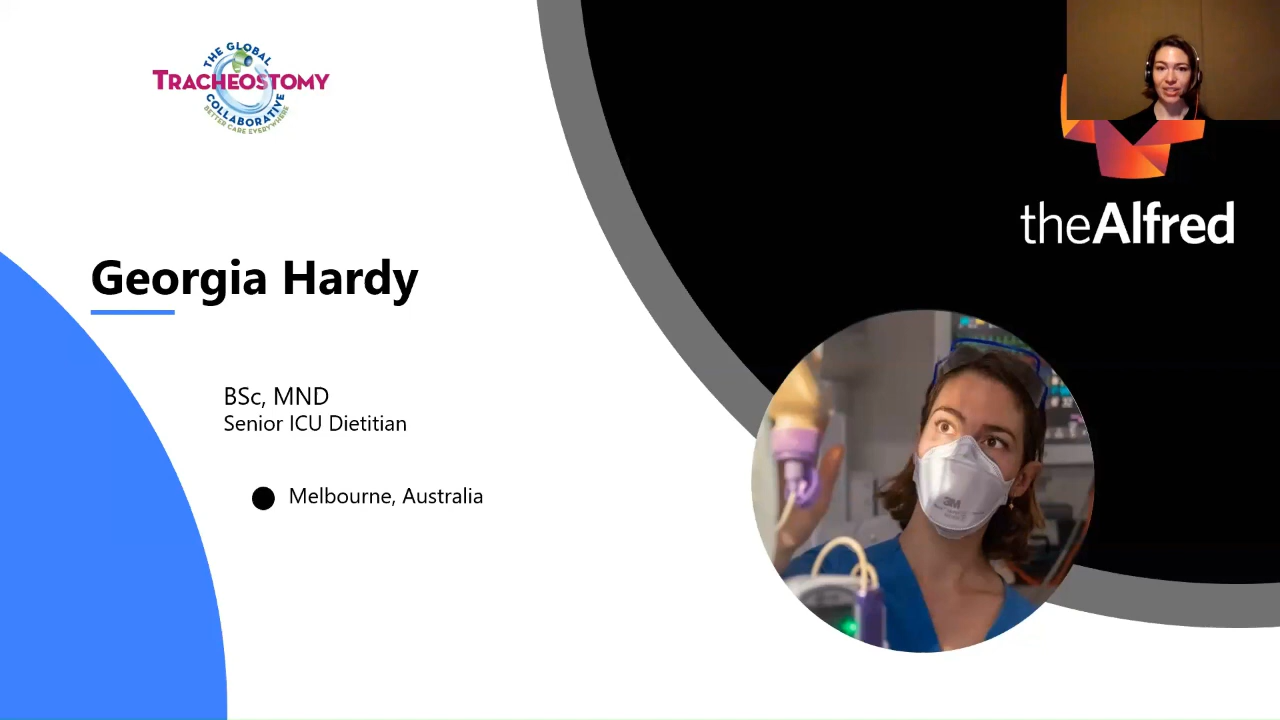 THE GLOBAL
TRACHEOSTOMY
COLLABORATIVE
BETTER CARE EVERYWHERE
theAlfred
Georgia Hardy
BSc, MND
Senior ICU Dietitian
Melbourne, Australia
3M